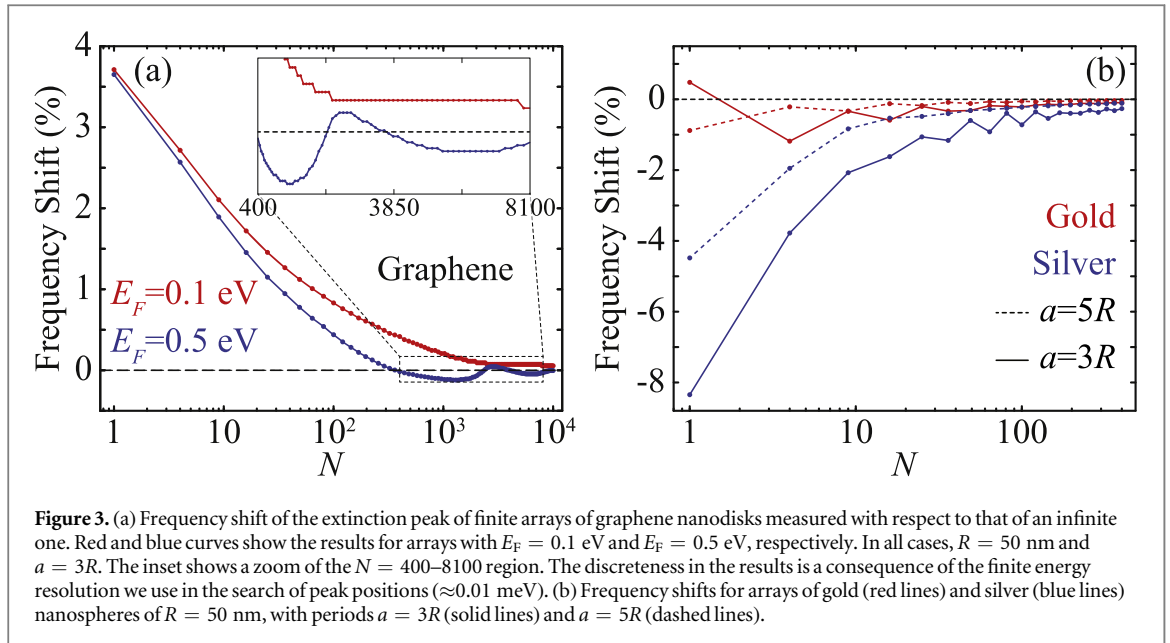 4
3
2
1
0
Frequency Shift (%)
(a)
400
3850
8100
Graphene
E_F=0.1 eV
E_F=0.5 eV
1
10
10²
10³
10⁴
N
0
-2
-4
-6
-8
Frequency Shift (%)
(b)
Gold
Silver
a=5R
a=3R
1
10
100
N
Figure 3. (a) Frequency shift of the extinction peak of finite arrays of graphene nanodisks measured with respect to that of an infinite
one. Red and blue curves show the results for arrays with E_F = 0.1 eV and E_F = 0.5 eV, respectively. In all cases, R = 50 nm and
a = 3R. The inset shows a zoom of the N = 400–8100 region. The discreteness in the results is a consequence of the finite energy
resolution we use in the search of peak positions (≈0.01 meV). (b) Frequency shifts for arrays of gold (red lines) and silver (blue lines)
nanospheres of R = 50 nm, with periods a = 3R (solid lines) and a = 5R (dashed lines).